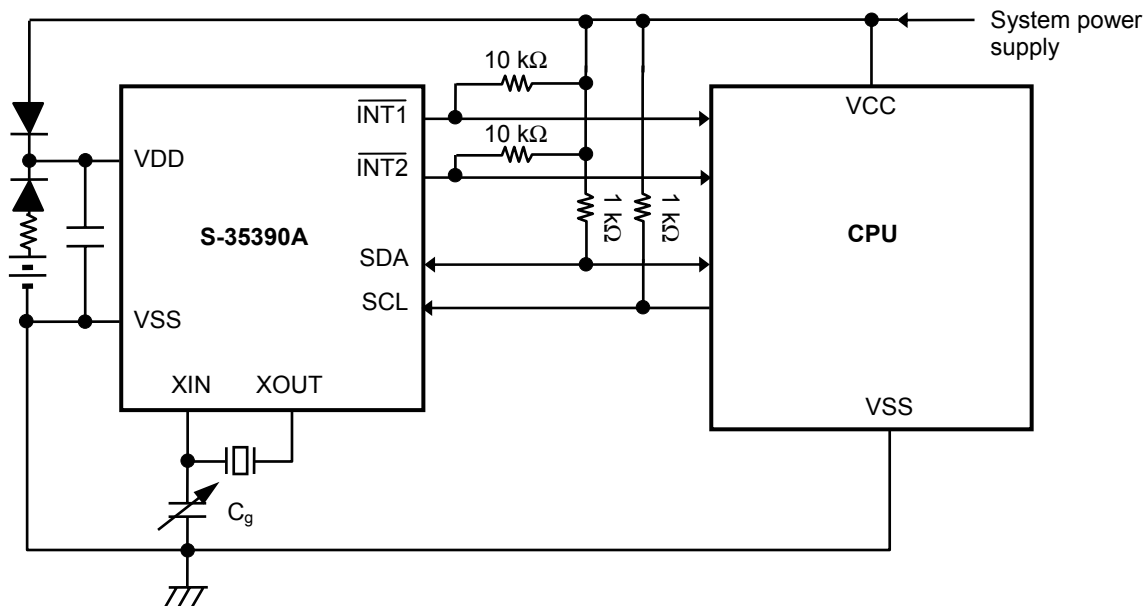 System power
supply
10 kΩ
INT1
VCC
10 kΩ
VDD
INT2
1 kΩ
1 kΩ
S-35390A
CPU
SDA
SCL
VSS
XIN XOUT
VSS
Cg